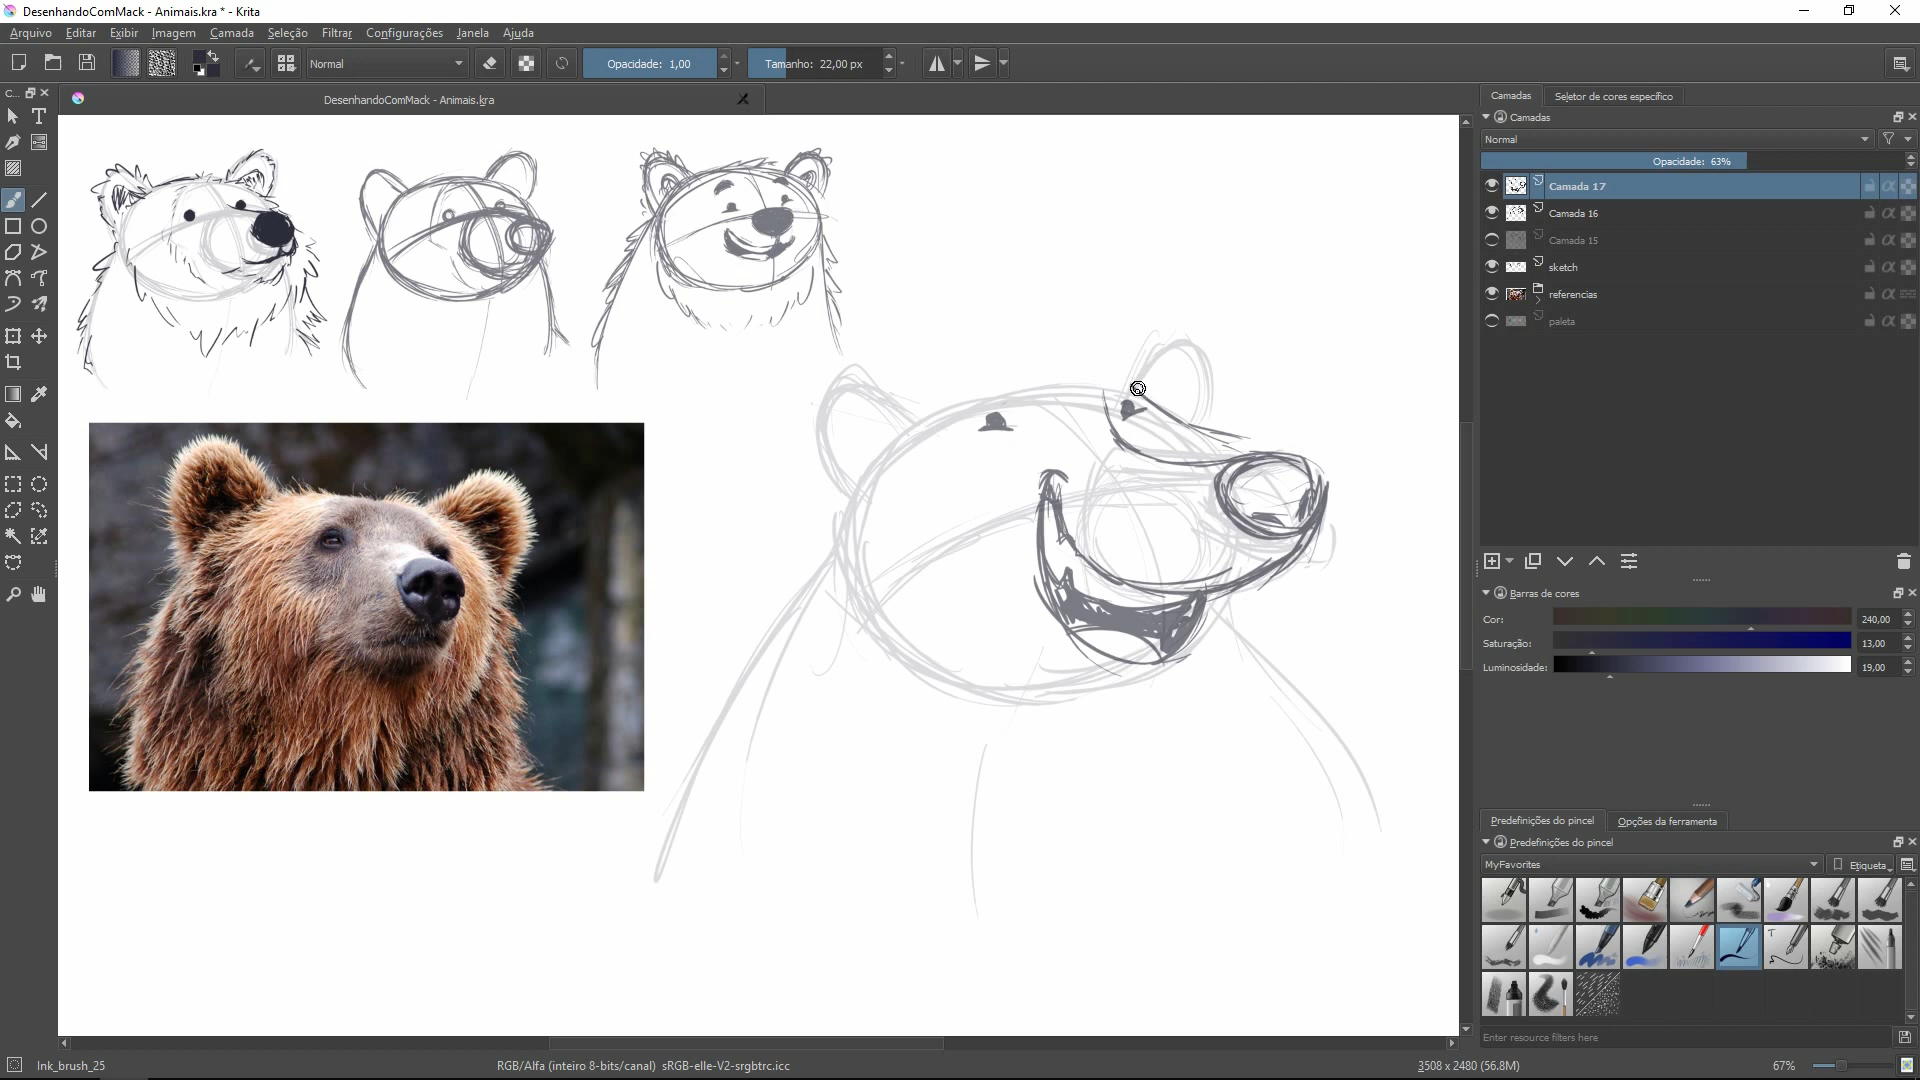 DesenhandoComMack - Animais.kra * - Krita
Arquivo Editar Exibir Imagem Camada Seleção Filtrar Configurações Janela Ajuda
Normal
Opacidade: 1,00
Tamanho: 22,00 px
C...
DesenhandoComMack - Animais.kra
Camadas
Seletor de cores específico
Camadas
Normal
Opacidade: 63%
Camada 17
Camada 16
Camada 15
sketch
referencias
paleta
Barras de cores
Cor: 240,00
Saturação: 13,00
Luminosidade: 19,00
Predefinições do pincel
Opções da ferramenta
Predefinições do pincel
MyFavorites
Etiqueta
Enter resource filters here
Ink_brush_25
RGB/Alfa (inteiro 8-bits/canal) sRGB-elle-V2-srgbtrc.icc
3508 x 2480 (56.8M)
67%